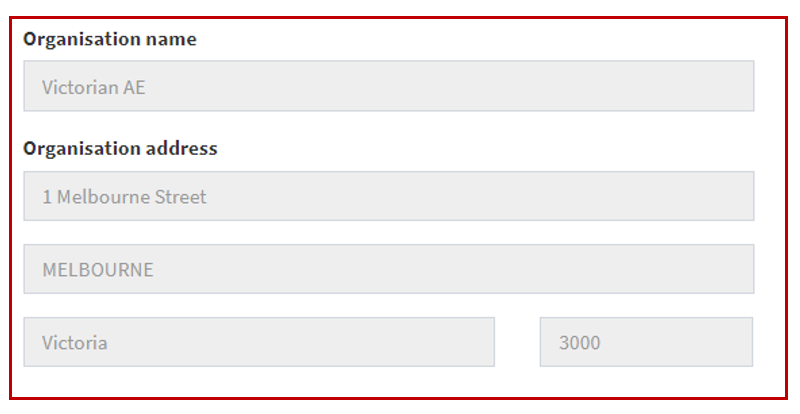 Organisation name
Victorian AE
Organisation address
1 Melbourne Street
MELBOURNE
Victoria 3000